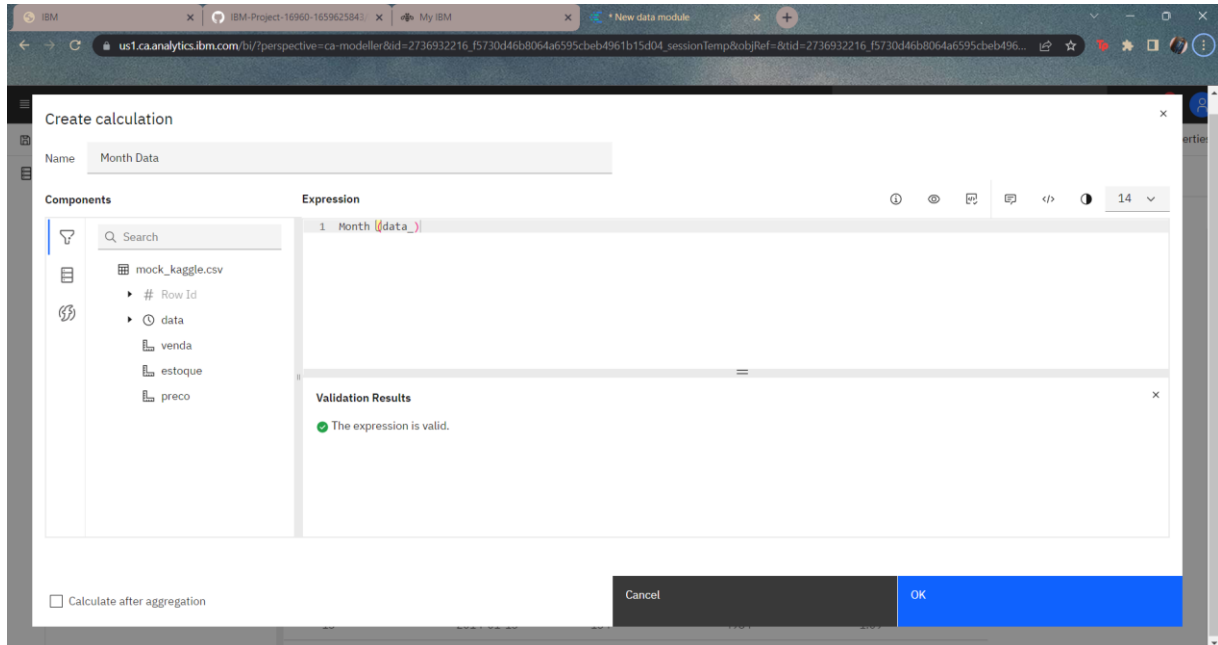 IBM
IBM-Project-16960-1659625843/
My IBM
* New data module
us1.ca.analytics.ibm.com/bi/?perspective=ca-modeller&id=2736932216_f5730d46b8064a6595cbeb4961b15d04_sessionTemp&objRef=&tid=2736932216_f5730d46b8064a6595cbeb496...
Create calculation
erties
Name
Month Data
Components
Expression
14
1 Month (data_)
Search
mock_kaggle.csv
# Row Id
data
venda
estoque
preco
Validation Results
The expression is valid.
Calculate after aggregation
Cancel
OK